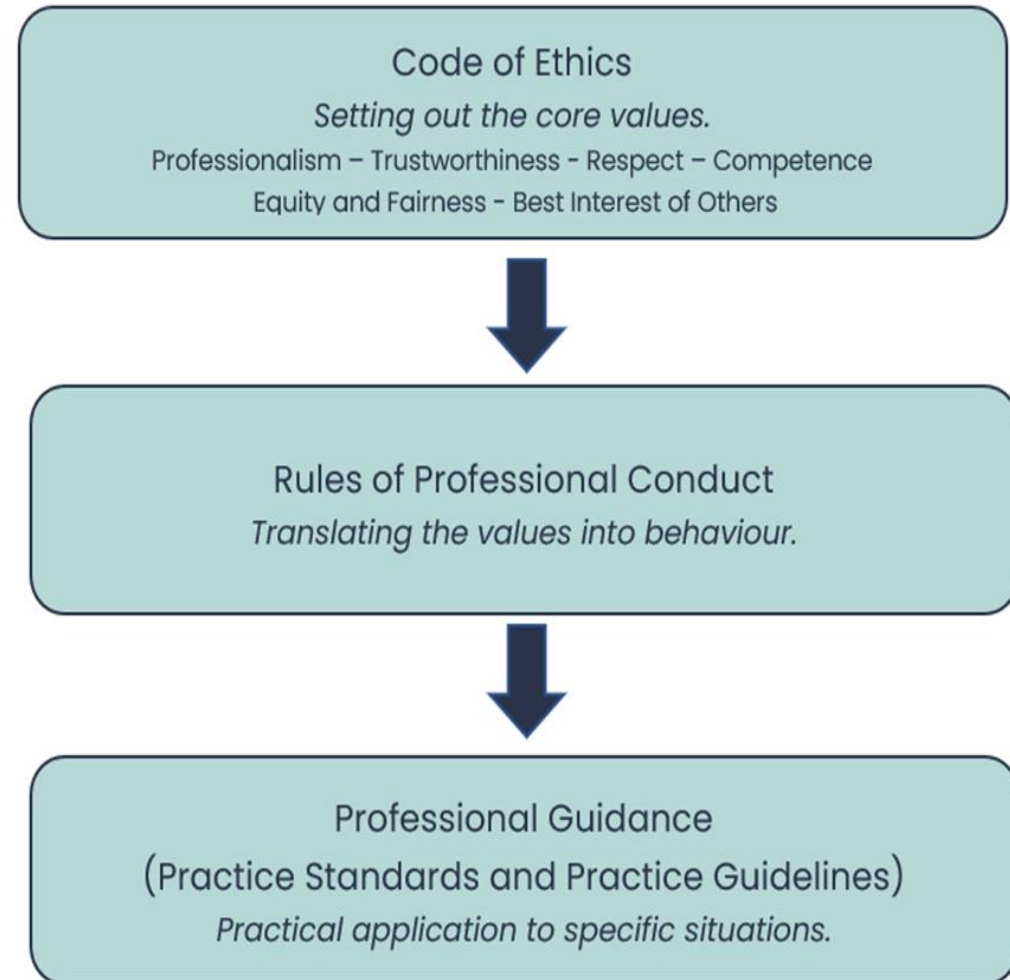 Code of Ethics
Setting out the core values.
Professionalism – Trustworthiness - Respect – Competence
Equity and Fairness - Best Interest of Others
Rules of Professional Conduct
Translating the values into behaviour.
Professional Guidance
(Practice Standards and Practice Guidelines)
Practical application to specific situations.